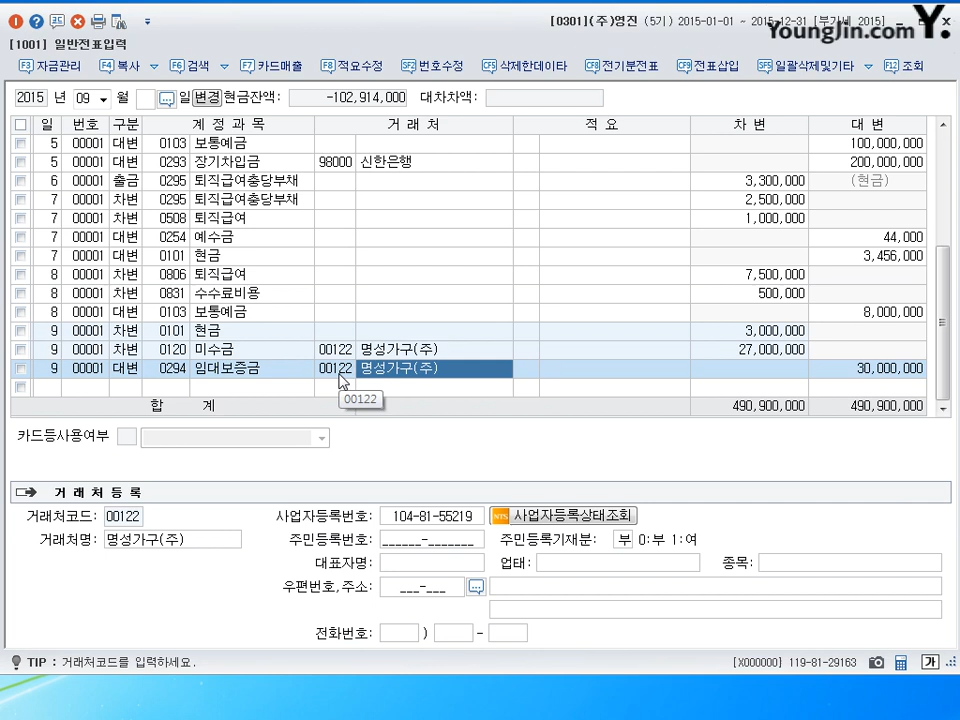 [0301](주)영진 (5기) 2015-01-01 ~ 2015-12-31 [부가세 2015]
YoungJin.com Y.
[1001] 일반전표입력
F3 자금관리 F4 복사 F6 검색 F7 카드매출 F8 적요수정 SF2 번호수정 CF5 삭제한데이타 CF8 전기분전표 CF9 전표삽입 SF5 일괄삭제및기타 F12 조회
2015 년 09 월 일 변경 현금잔액: -102,914,000 대차차액:
일 번호 구분 계 정 과 목 거 래 처 적 요 차 변 대 변
5 00001 대변 0103 보통예금 100,000,000
5 00001 대변 0293 장기차입금 98000 신한은행 200,000,000
6 00001 출금 0295 퇴직급여충당부채 3,300,000 (현금)
7 00001 차변 0295 퇴직급여충당부채 2,500,000
7 00001 차변 0508 퇴직급여 1,000,000
7 00001 대변 0254 예수금 44,000
7 00001 대변 0101 현금 3,456,000
8 00001 차변 0806 퇴직급여 7,500,000
8 00001 차변 0831 수수료비용 500,000
8 00001 대변 0103 보통예금 8,000,000
9 00001 차변 0101 현금 3,000,000
9 00001 차변 0120 미수금 00122 명성가구(주) 27,000,000
9 00001 대변 0294 임대보증금 00122 명성가구(주) 30,000,000
00122
합 계 490,900,000 490,900,000
카드등사용여부
거 래 처 등 록
거래처코드: 00122 사업자등록번호: 104-81-55219 NTS 사업자등록상태조회
거래처명: 명성가구(주) 주민등록번호: ______-_______ 주민등록기재분: 부 0:부 1:여
대표자명: 업태: 종목:
우편번호,주소: ___-___
전화번호: ) -
TIP : 거래처코드를 입력하세요. [X000000] 119-81-29163 가